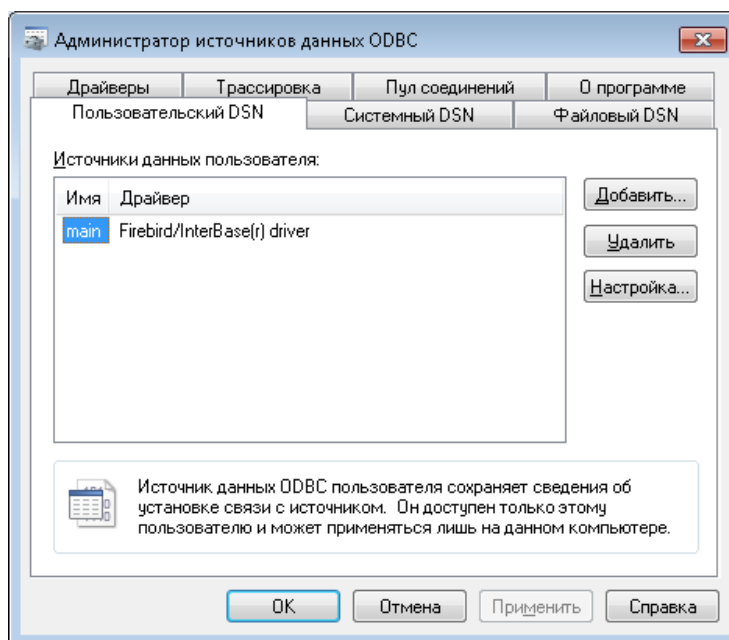 Администратор источников данных ODBC
Драйверы Трассировка Пул соединений О программе
Пользовательский DSN Системный DSN Файловый DSN
Источники данных пользователя:
Имя Драйвер Добавить...
main Firebird/InterBase(r) driver
Удалить
Настройка...
Источник данных ODBC пользователя сохраняет сведения об
установке связи с источником. Он доступен только этому
пользователю и может применяться лишь на данном компьютере.
OK Отмена Применить Справка